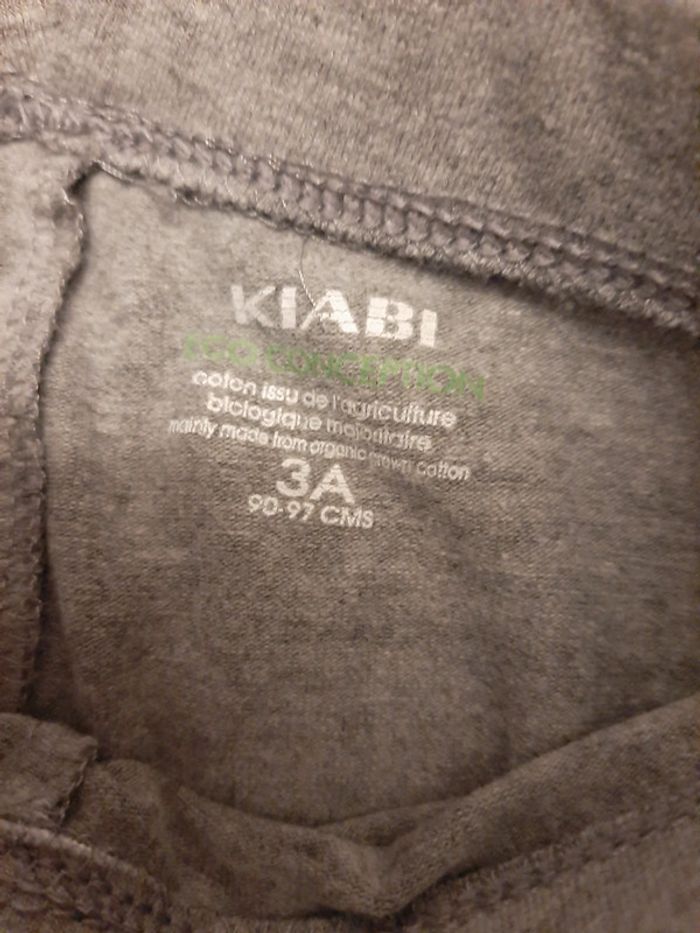 KIABI
ECO-CONCEPTION
coton issu de l'agriculture
biologique majoritaire
mainly made from organic grown cotton
3A
90-97 CMS